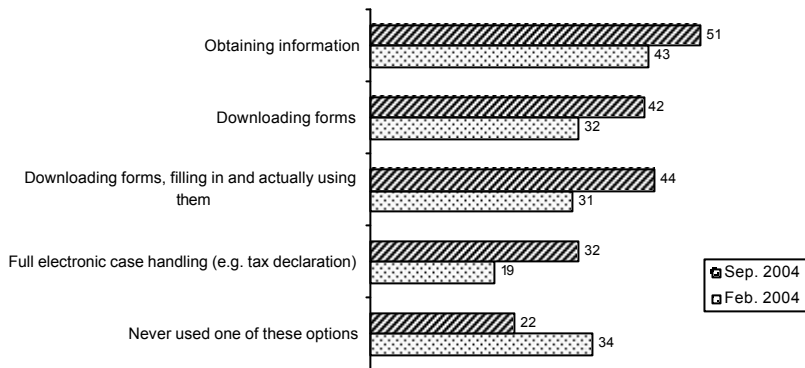 Obtaining information
51
43
Downloading forms
42
32
Downloading forms, filling in and actually using
them
44
31
Full electronic case handling (e.g. tax declaration)
32
19
Never used one of these options
22
34
Sep. 2004
Feb. 2004